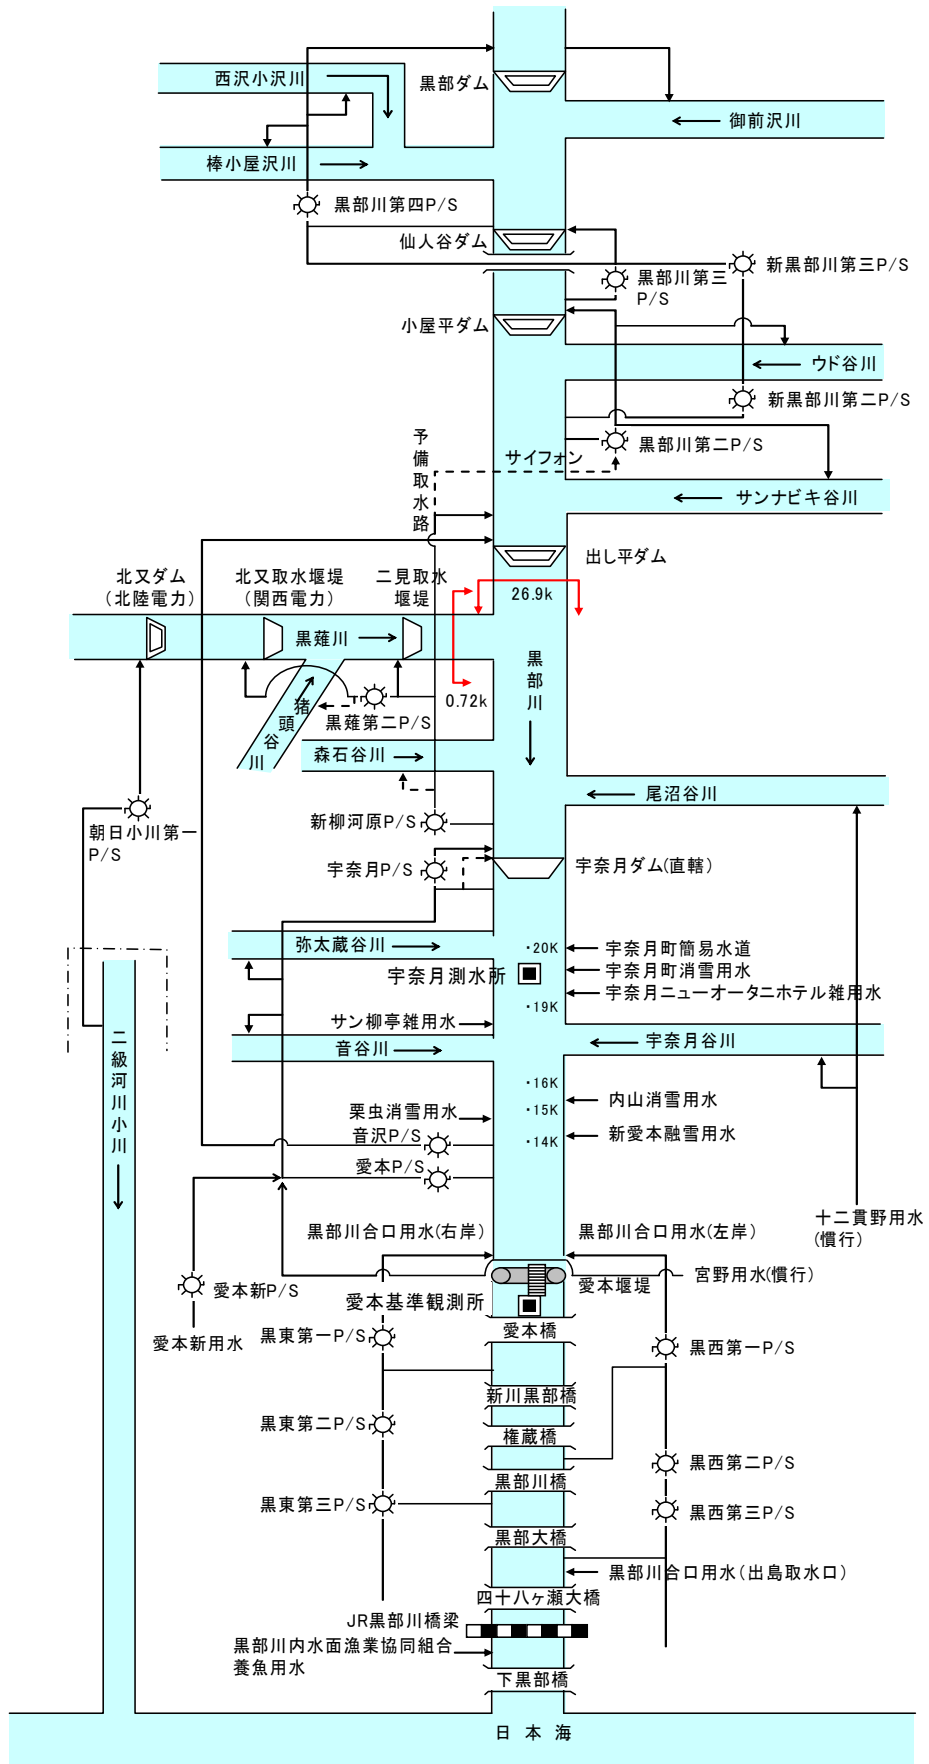 西沢小沢川
黒部ダム
御前沢川
棒小屋沢川
黒部川第四P/S
仙人谷ダム
新黒部川第三P/S
黒部川第三
P/S
小屋平ダム
ウド谷川
新黒部川第二P/S
予備取水路
黒部川第二P/S
サイフォン
サンナビキ谷川
出し平ダム
北又ダム
(北陸電力)
北又取水堰堤
(関西電力)
二見取水
堰堤
26.9k
黒薙川
黒部川
0.72k
猪頭谷川
黒薙第二P/S
森石谷川
尾沼谷川
朝日小川第一
P/S
新柳河原P/S
宇奈月P/S
宇奈月ダム(直轄)
弥太蔵谷川
・20K
宇奈月町簡易水道
宇奈月測水所
宇奈月町消雪用水
宇奈月ニューオータニホテル雑用水
・19K
サン柳亭雑用水
二級河川小川
音谷川
宇奈月谷川
・16K
内山消雪用水
栗虫消雪用水
・15K
音沢P/S
・14K
新愛本融雪用水
愛本P/S
十二貫野用水
(慣行)
黒部川合口用水(右岸)
黒部川合口用水(左岸)
愛本新P/S
愛本堰堤
宮野用水(慣行)
愛本基準観測所
愛本新用水
黒東第一P/S
愛本橋
黒西第一P/S
新川黒部橋
黒東第二P/S
権蔵橋
黒西第二P/S
黒部川橋
黒東第三P/S
黒西第三P/S
黒部大橋
黒部川合口用水(出島取水口)
四十八ヶ瀬大橋
JR黒部川橋梁
黒部川内水面漁業協同組合
養魚用水
下黒部橋
日本海